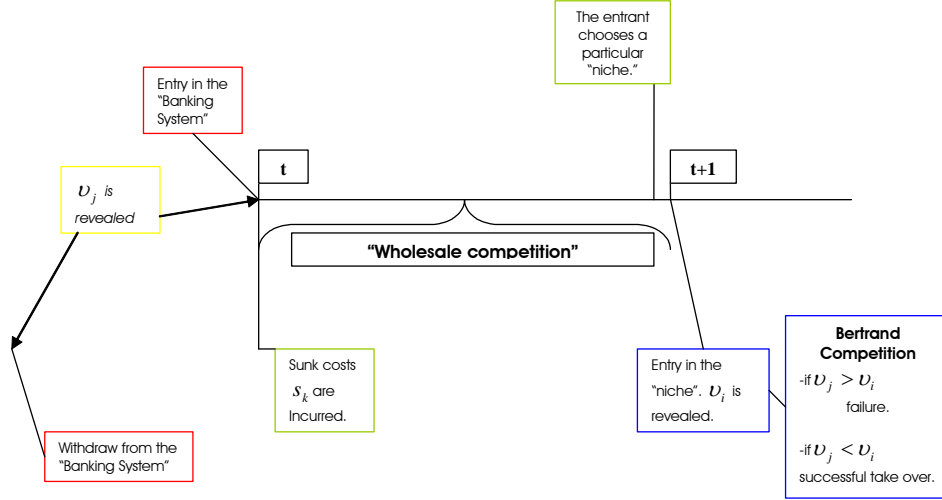 The entrant
chooses a
particular
“niche.”
Entry in the
“Banking
System”
t
t+1
υj is
revealed
“Wholesale competition”
Sunk costs
sk are
Incurred.
Entry in the
“niche”. υi is
revealed.
Bertrand
Competition
-if υj > υi
failure.
-if υj < υi
successful take over.
Withdraw from the
“Banking System”